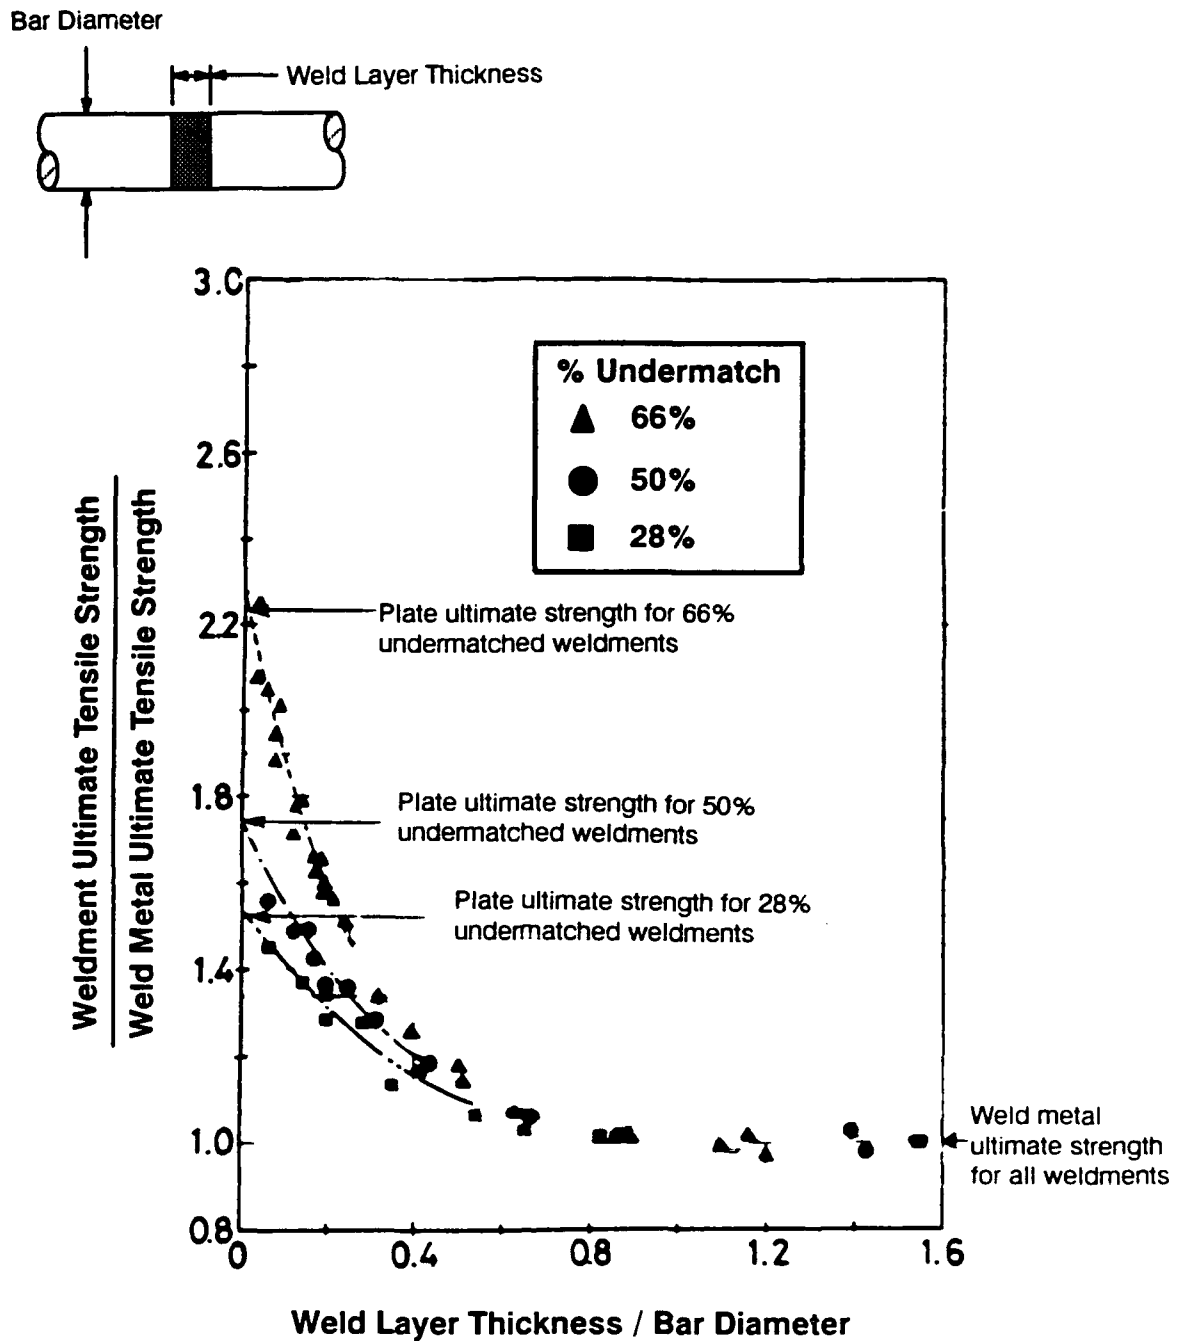 Bar Diameter
Weld Layer Thickness
3.0
2.6
2.2
1.8
1.4
1.0
0.8
0
0.4
0.8
1.2
1.6
% Undermatch
66%
50%
28%
Plate ultimate strength for 66%
undermatched weldments
Plate ultimate strength for 50%
undermatched weldments
Plate ultimate strength for 28%
undermatched weldments
Weld metal
ultimate strength
for all weldments
Weldment Ultimate Tensile Strength
Weld Metal Ultimate Tensile Strength
Weld Layer Thickness / Bar Diameter